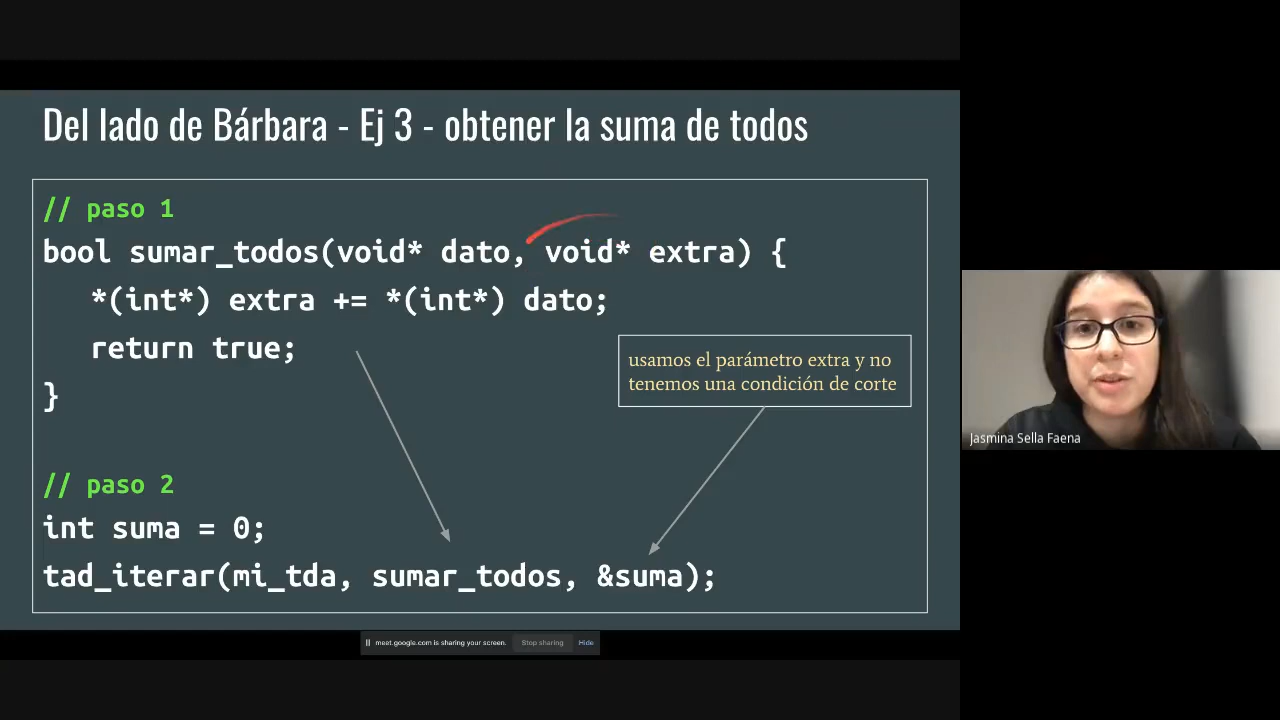 Del lado de Bárbara - Ej 3 - obtener la suma de todos
// paso 1
bool sumar_todos(void* dato, void* extra) {
*(int*) extra += *(int*) dato;
return true;
}
usamos el parámetro extra y no
tenemos una condición de corte
// paso 2
int suma = 0;
tad_iterar(mi_tda, sumar_todos, &suma);
Jasmina Sella Faena
meet.google.com is sharing your screen. Stop sharing Hide